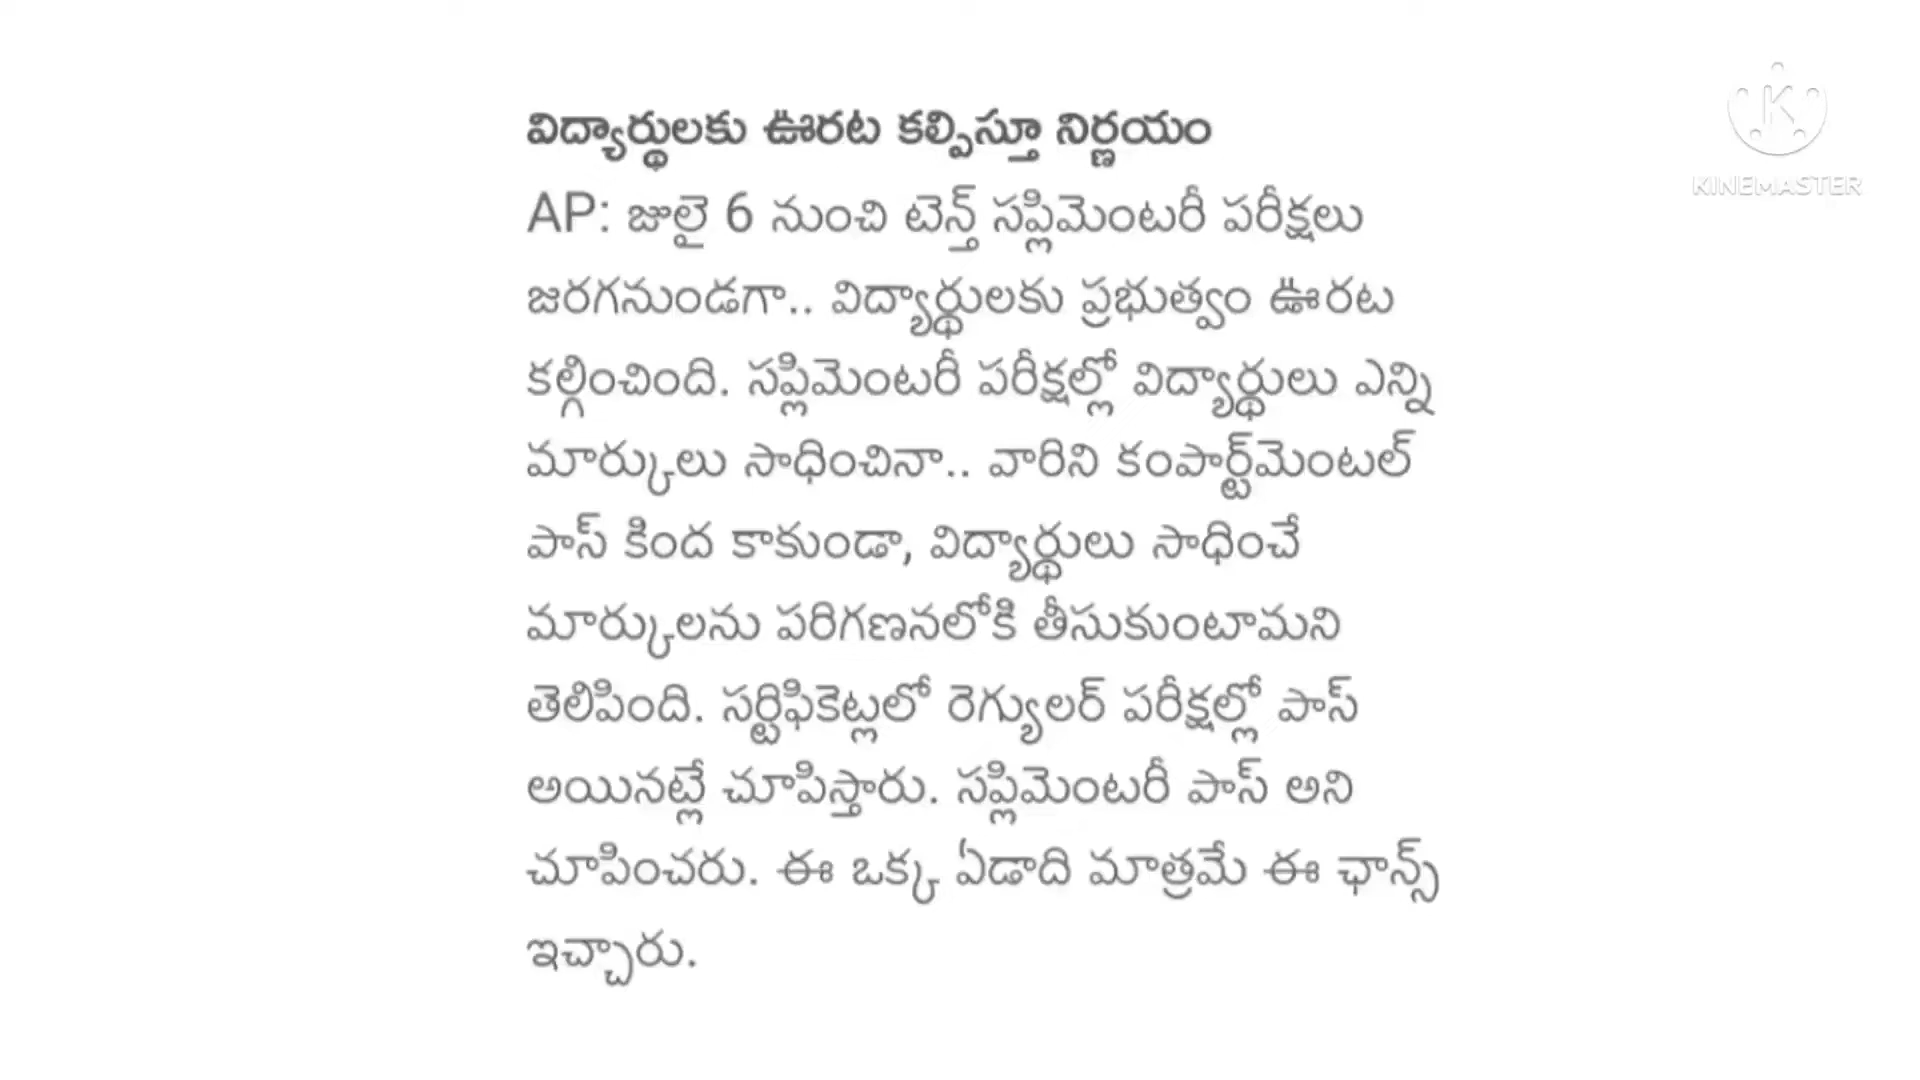 విద్యార్థులకు ఊరట కల్పిస్తూ నిర్ణయం
AP: జులై 6 నుంచి టెన్త్ సప్లిమెంటరీ పరీక్షలు
జరగనుండగా.. విద్యార్థులకు ప్రభుత్వం ఊరట
కల్గించింది. సప్లిమెంటరీ పరీక్షల్లో విద్యార్థులు ఎన్ని
మార్కులు సాధించినా.. వారిని కంపార్ట్‌మెంటల్
పాస్ కింద కాకుండా, విద్యార్థులు సాధించే
మార్కులను పరిగణనలోకి తీసుకుంటామని
తెలిపింది. సర్టిఫికెట్లలో రెగ్యులర్ పరీక్షల్లో పాస్
అయినట్లే చూపిస్తారు. సప్లిమెంటరీ పాస్ అని
చూపించరు. ఈ ఒక్క ఏడాది మాత్రమే ఈ ఛాన్స్
ఇచ్చారు.
K
KINEMASTER